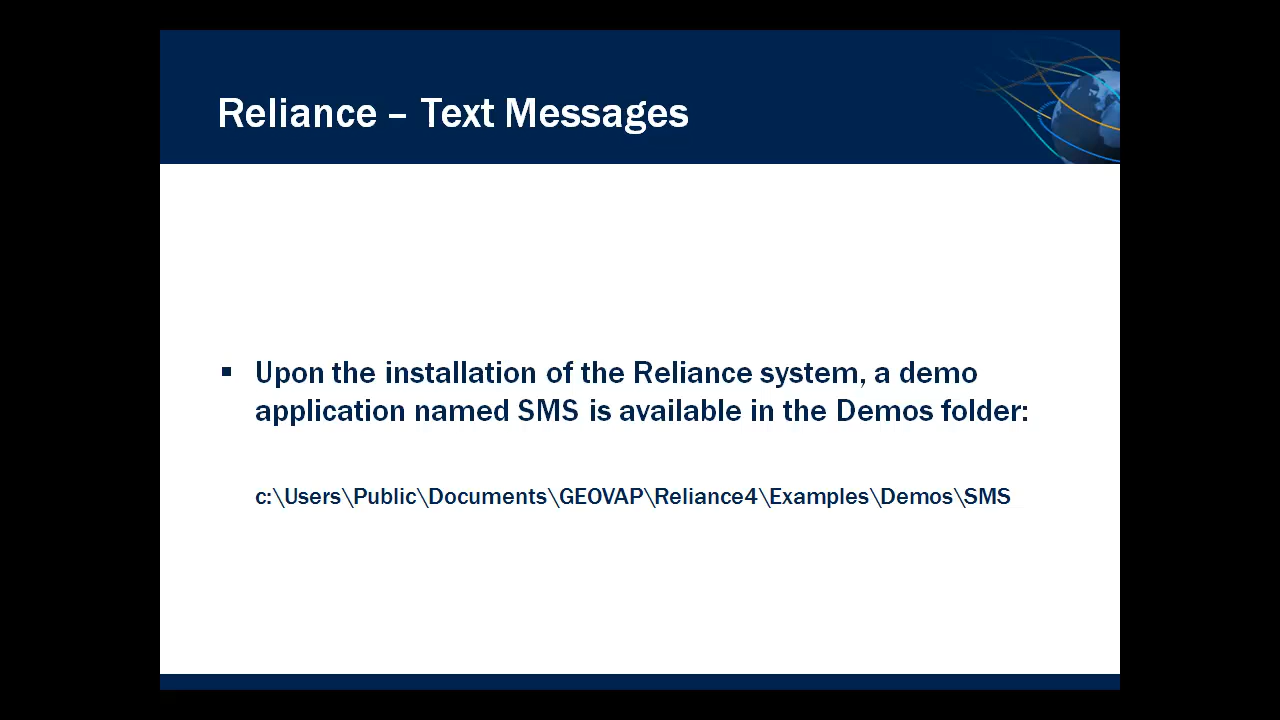 Reliance – Text Messages
▪ Upon the installation of the Reliance system, a demo
application named SMS is available in the Demos folder:
c:\Users\Public\Documents\GEOVAP\Reliance4\Examples\Demos\SMS